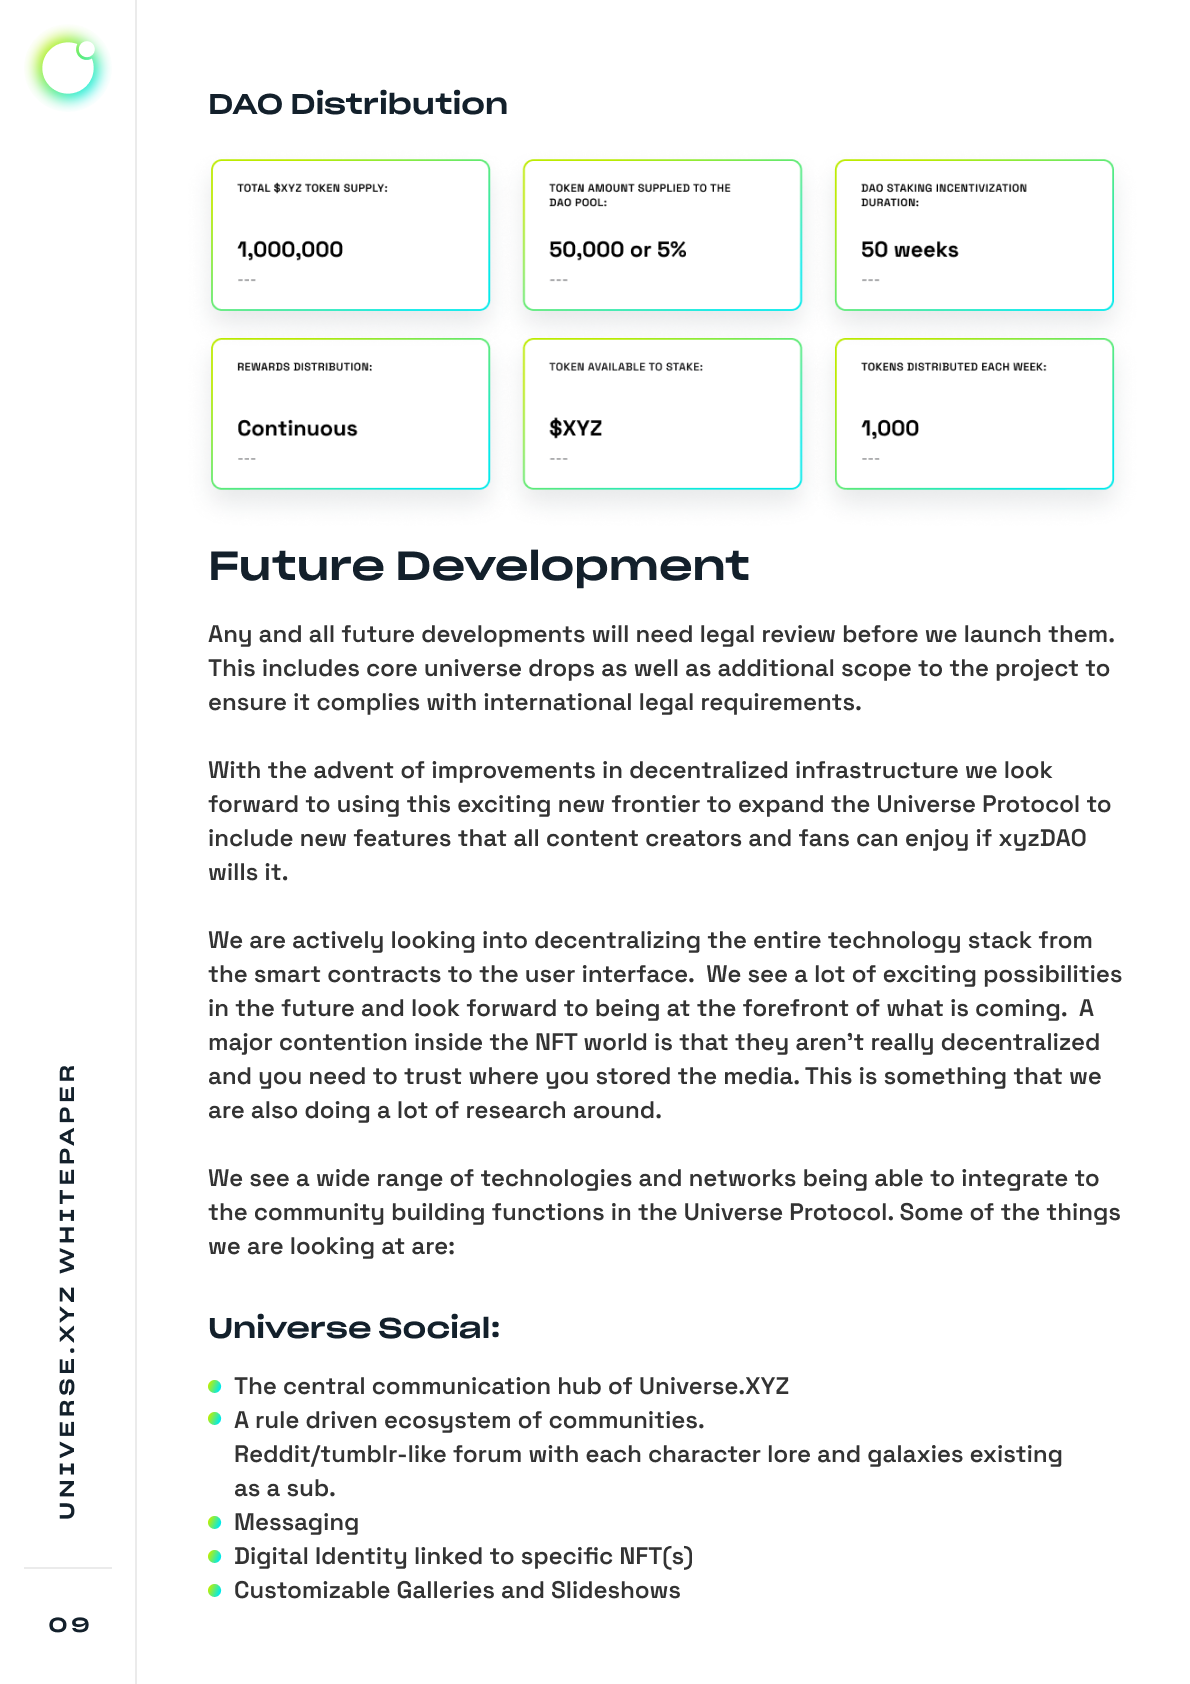 DAO Distribution
TOTAL $XYZ TOKEN SUPPLY:
1,000,000
---
TOKEN AMOUNT SUPPLIED TO THE
DAO POOL:
50,000 or 5%
---
DAO STAKING INCENTIVIZATION
DURATION:
50 weeks
---
REWARDS DISTRIBUTION:
Continuous
---
TOKEN AVAILABLE TO STAKE:
$XYZ
---
TOKENS DISTRIBUTED EACH WEEK:
1,000
---
Future Development
Any and all future developments will need legal review before we launch them.
This includes core universe drops as well as additional scope to the project to
ensure it complies with international legal requirements.
With the advent of improvements in decentralized infrastructure we look
forward to using this exciting new frontier to expand the Universe Protocol to
include new features that all content creators and fans can enjoy if xyzDAO
wills it.
We are actively looking into decentralizing the entire technology stack from
the smart contracts to the user interface.  We see a lot of exciting possibilities
in the future and look forward to being at the forefront of what is coming.  A
major contention inside the NFT world is that they aren’t really decentralized
and you need to trust where you stored the media. This is something that we
are also doing a lot of research around.
We see a wide range of technologies and networks being able to integrate to
the community building functions in the Universe Protocol. Some of the things
we are looking at are:
Universe Social:
The central communication hub of Universe.XYZ
A rule driven ecosystem of communities.
Reddit/tumblr-like forum with each character lore and galaxies existing
as a sub.
Messaging
Digital Identity linked to specific NFT(s)
Customizable Galleries and Slideshows
UNIVERSE.XYZ WHITEPAPER
09